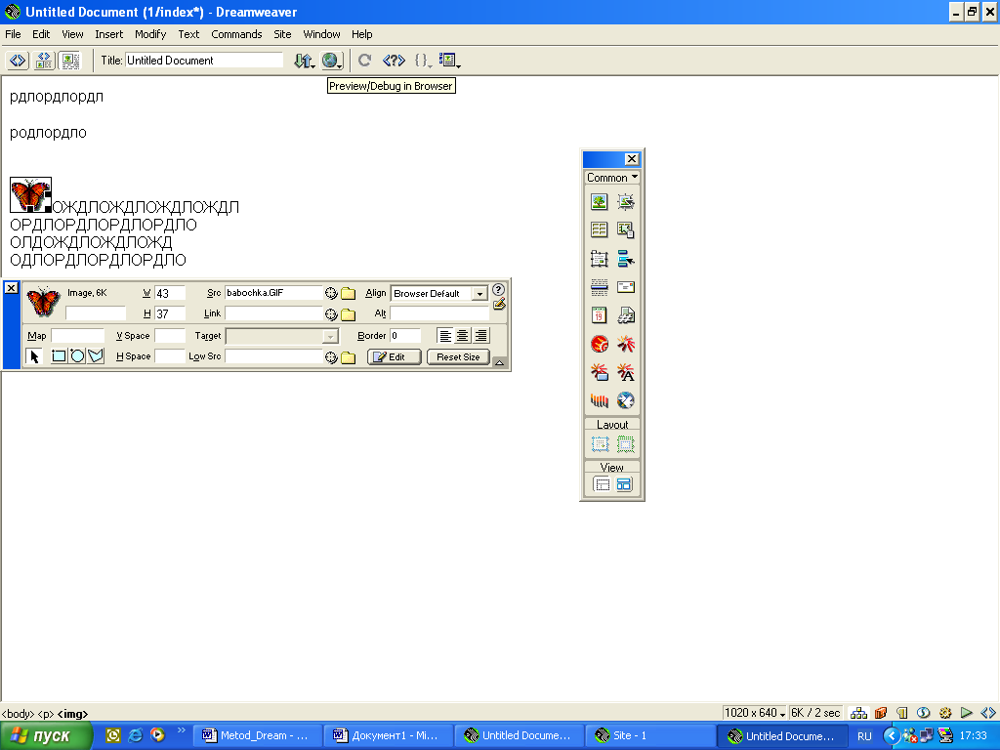 Untitled Document (1/index*) - Dreamweaver
File Edit View Insert Modify Text Commands Site Window Help
Title: Untitled Document
Preview/Debug in Browser
рдлордлордл
родлордло
ОЖДЛОЖДЛОЖДЛОЖДЛ
ОРДЛОРДЛОРДЛОРДЛО
ОЛДОЖДЛОЖДЛОЖД
ОДЛОРДЛОРДЛОРДЛО
Image, 6K W 43 Src babochka.GIF Align Browser Default
H 37 Link Alt
Map V Space Target Border 0
H Space Low Src Edit Reset Size
Common
19
Layout
View
<body> <p> <img> 1020 x 640 6K / 2 sec
пуск Metod_Dream - ... Документ1 - Mi... Untitled Docume... Site - 1 Untitled Docume... RU 17:33